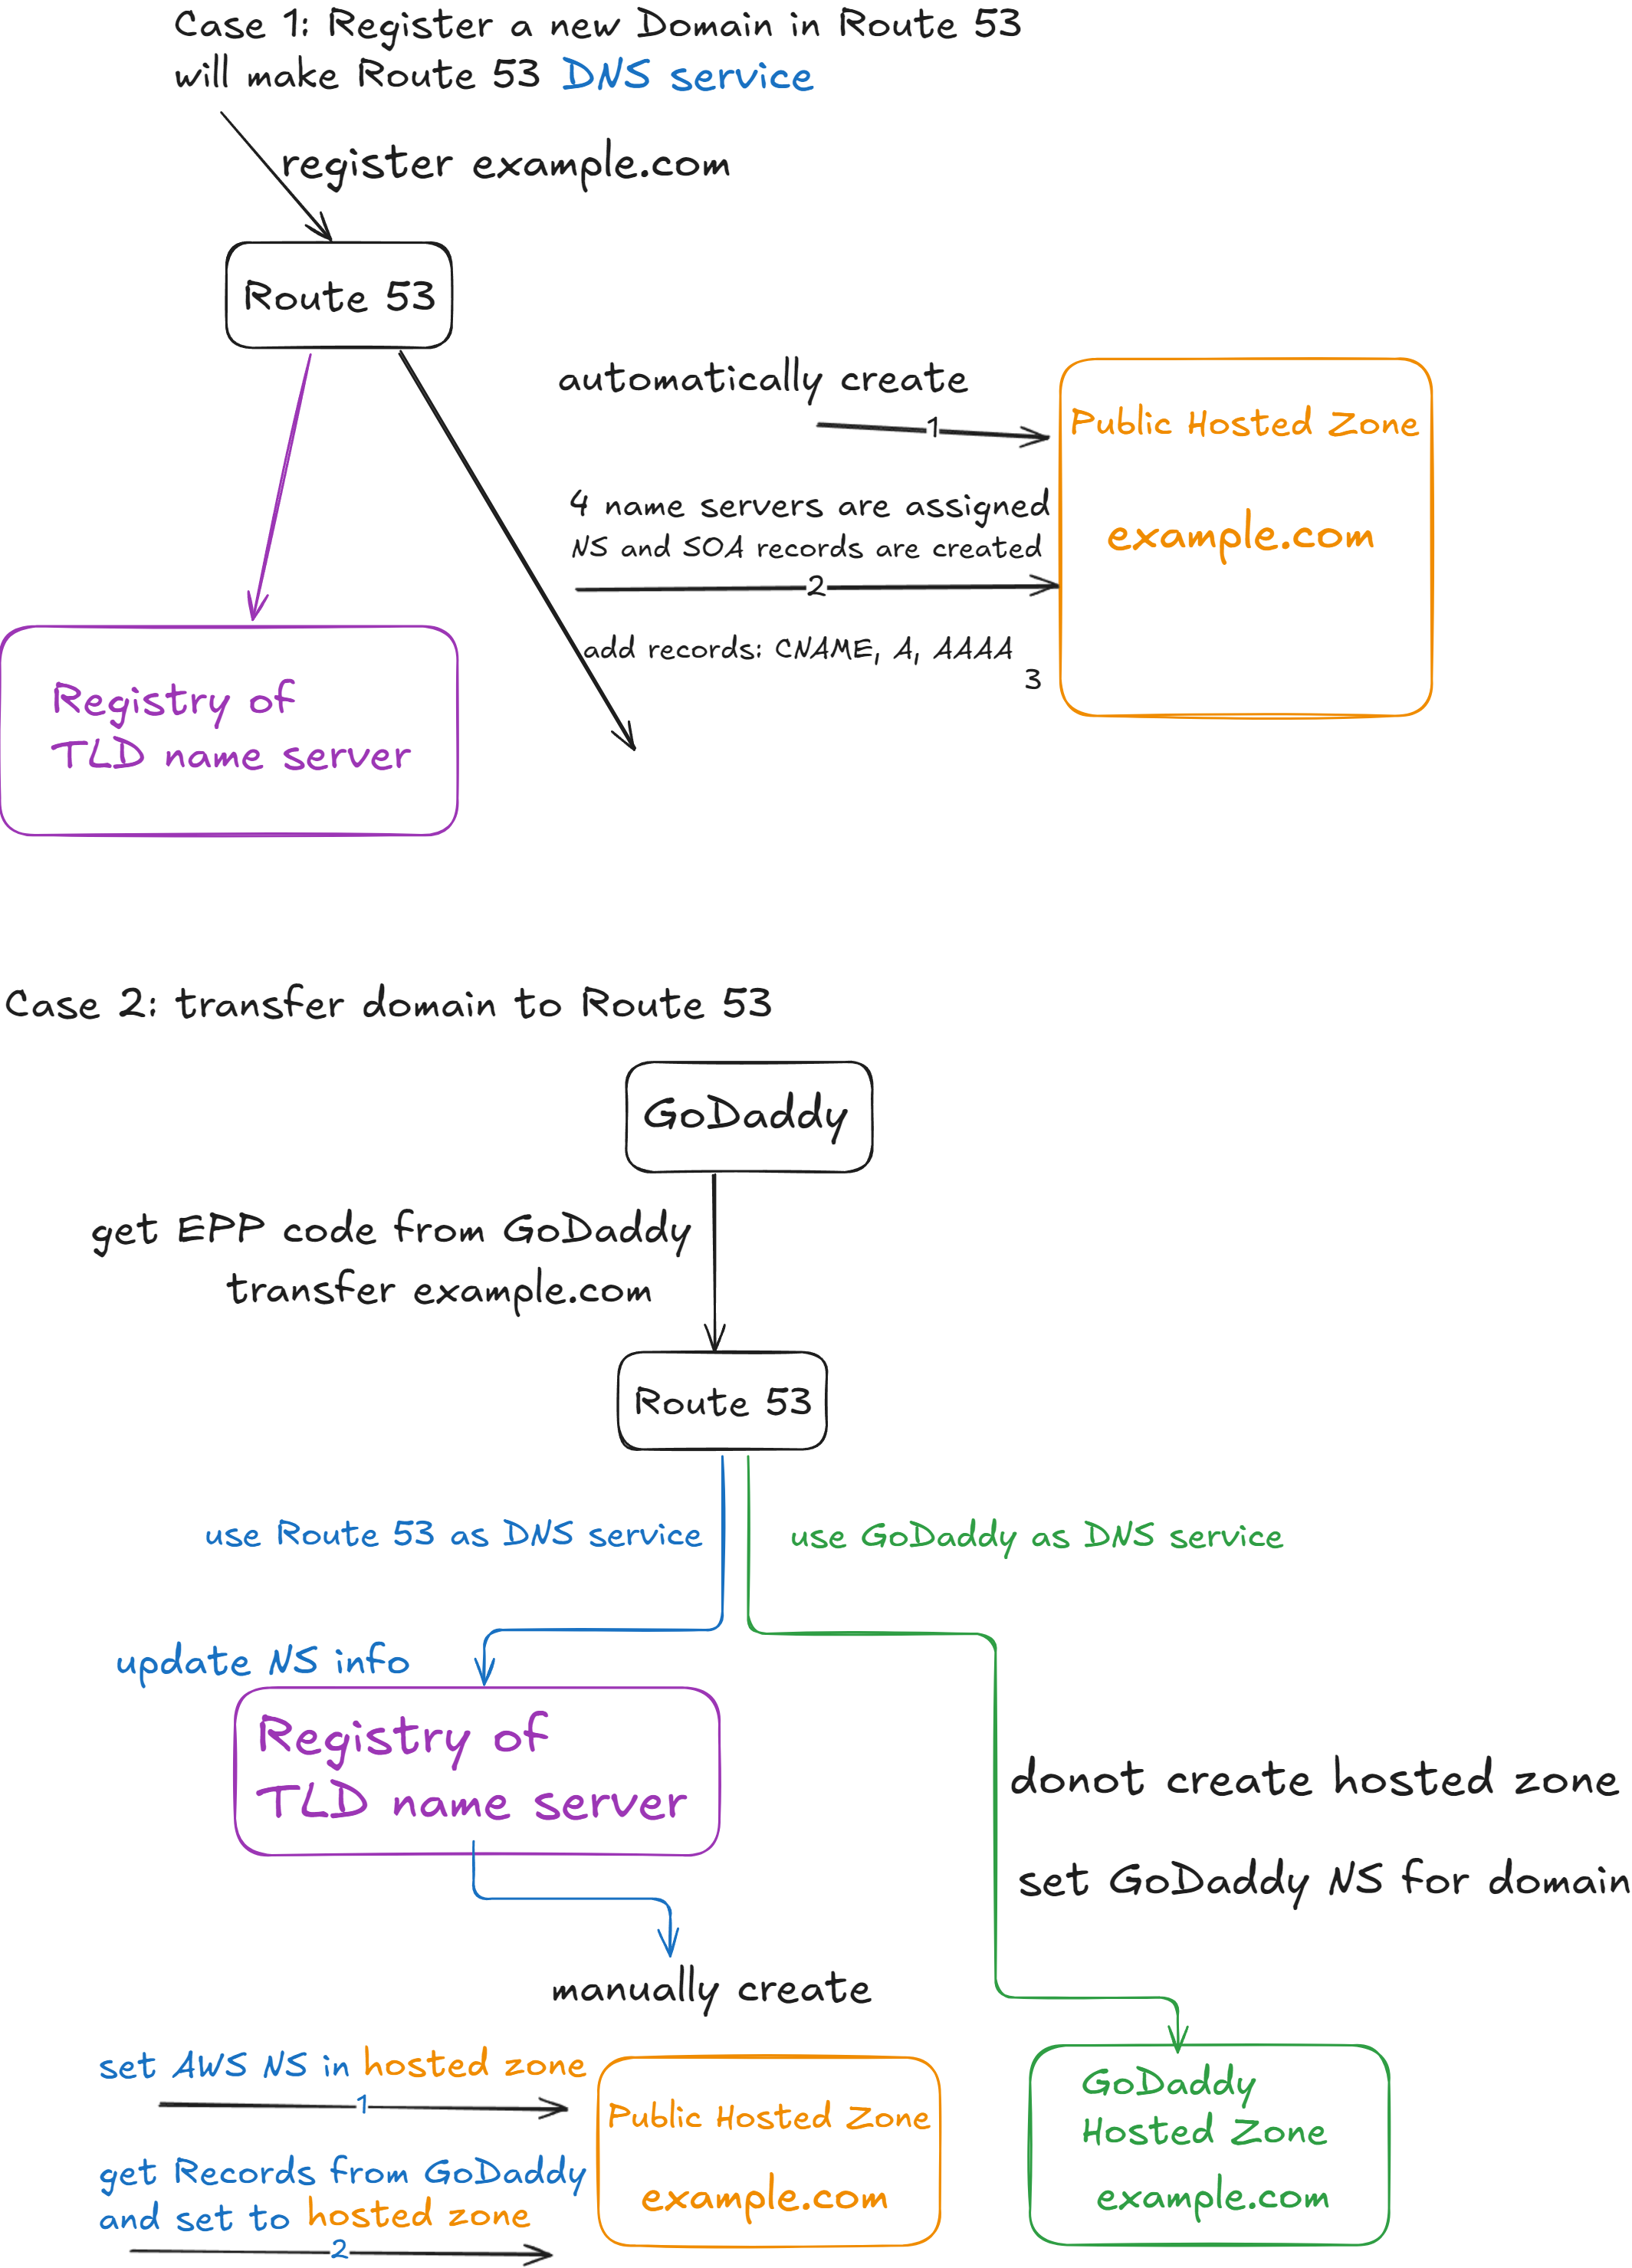 Case 1: Register a new Domain in Route 53
will make Route 53 DNS service
register example.com
Route 53
automatically create
1
Public Hosted Zone
example.com
4 name servers are assigned
NS and SOA records are created
2
add records: CNAME, A, AAAA
3
Registry of
TLD name server
Case 2: transfer domain to Route 53
GoDaddy
get EPP code from GoDaddy
transfer example.com
Route 53
use Route 53 as DNS service
use GoDaddy as DNS service
update NS info
Registry of
TLD name server
donot create hosted zone
set GoDaddy NS for domain
manually create
set AWS NS in hosted zone
1
get Records from GoDaddy
and set to hosted zone
2
Public Hosted Zone
example.com
GoDaddy
Hosted Zone
example.com